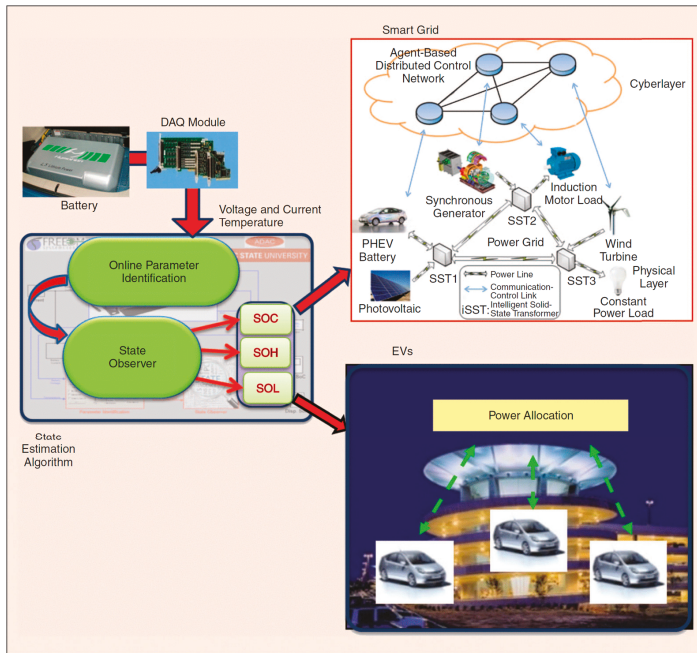 Smart Grid
Agent-Based
Distributed Control
Network
Cyberlayer
DAQ Module
Battery
Voltage and Current
Temperature
Synchronous
Generator
SST2
Induction
Motor Load
PHEV
Battery
Power Grid
Wind
Turbine
SST1
SST3
Physical
Layer
Photovoltaic
Power Line
Communication-
Control Link
iSST: Intelligent Solid-
State Transformer
Constant
Power Load
STATE UNIVERSITY
Online Parameter
Identification
State
Observer
SOC
SOH
SOL
State
Estimation
Algorithm
EVs
Power Allocation